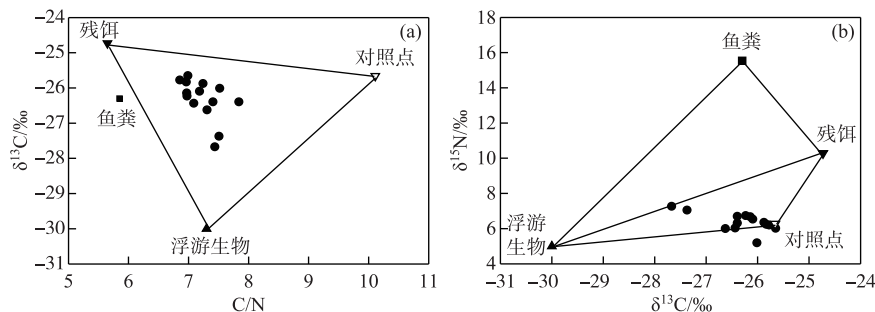 (a)
残饵
对照点
鱼粪
浮游生物
−24
−25
−26
−27
−28
−29
−30
−31
δ¹³C/‰
5
6
7
8
9
10
11
C/N
(b)
鱼粪
残饵
浮游
生物
对照点
18
16
14
12
10
8
6
4
δ¹⁵N/‰
−31
−30
−29
−28
−27
−26
−25
−24
δ¹³C/‰